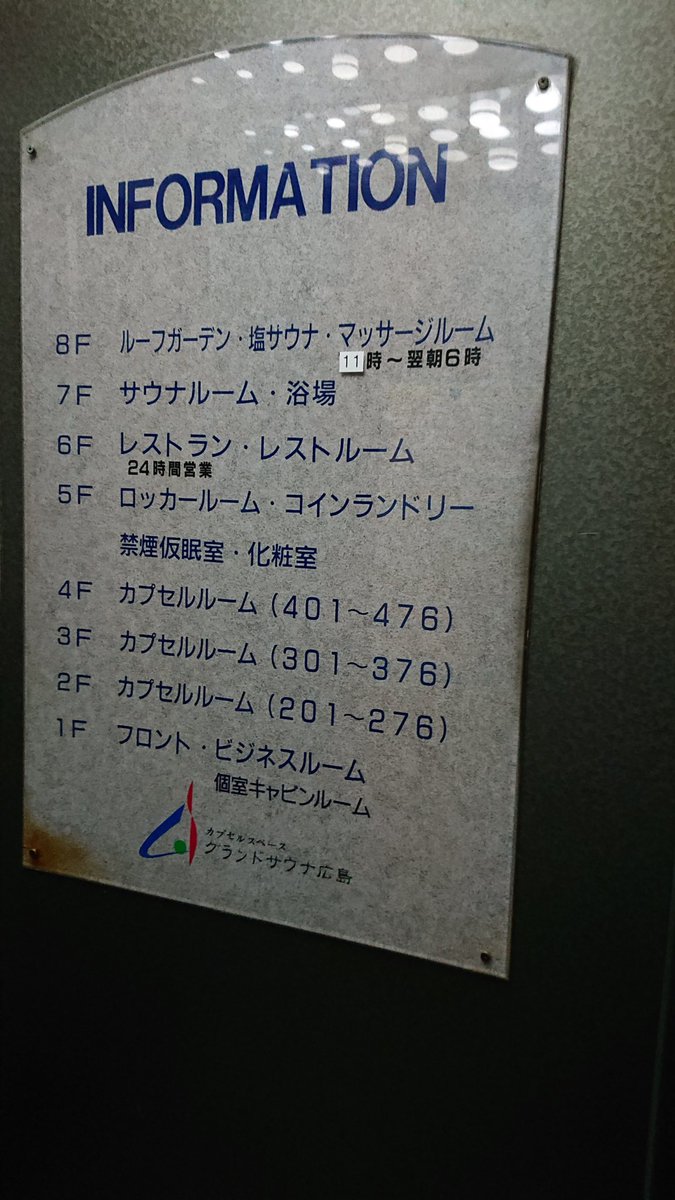 INFORMATION
8F ルーフガーデン・塩サウナ・マッサージルーム
11時～翌朝6時
7F サウナルーム・浴場
6F レストラン・レストルーム
24時間営業
5F ロッカールーム・コインランドリー
禁煙仮眠室・化粧室
4F カプセルルーム(401～476)
3F カプセルルーム(301～376)
2F カプセルルーム(201～276)
1F フロント・ビジネスルーム
個室キャビンルーム
カプセルスペース
グランドサウナ広島